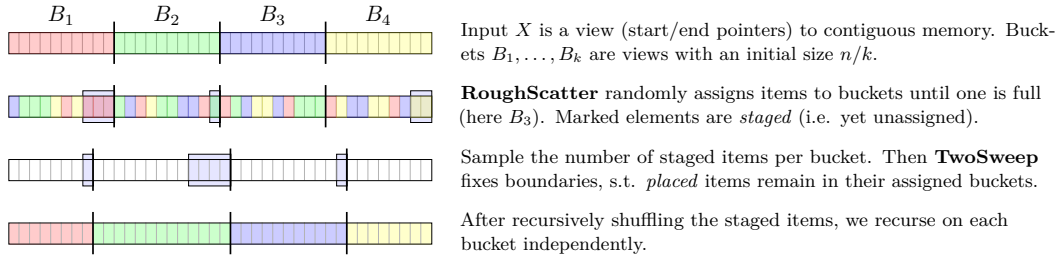 B₁ B₂ B₃ B₄
Input X is a view (start/end pointers) to contiguous memory. Buck-
ets B₁, . . . , Bₖ are views with an initial size n/k.
RoughScatter randomly assigns items to buckets until one is full
(here B₃). Marked elements are staged (i.e. yet unassigned).
Sample the number of staged items per bucket. Then TwoSweep
fixes boundaries, s.t. placed items remain in their assigned buckets.
After recursively shuffling the staged items, we recurse on each
bucket independently.